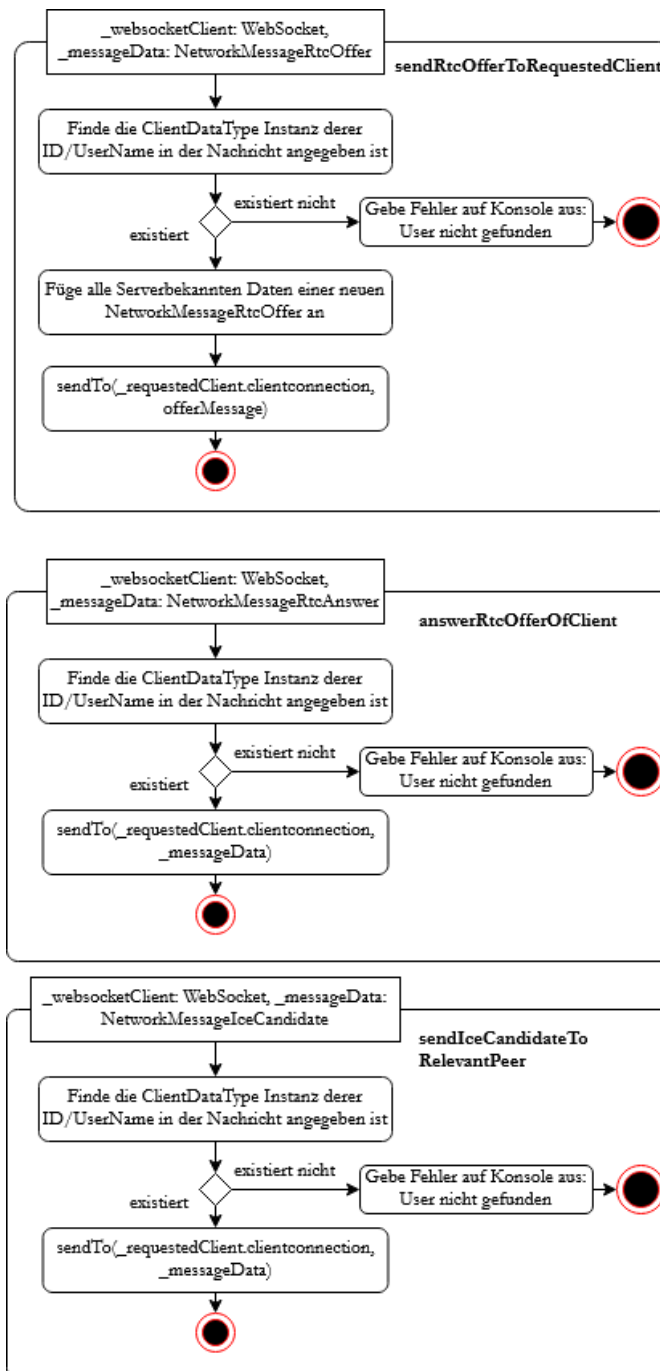 _websocketClient: WebSocket,
_messageData: NetworkMessageRtcOffer
sendRtcOfferToRequestedClient
Finde die ClientDataType Instanz derer
ID/UserName in der Nachricht angegeben ist
existiert nicht
Gebe Fehler auf Konsole aus:
User nicht gefunden
existiert
Füge alle Serverbekannten Daten einer neuen
NetworkMessageRtcOffer an
sendTo(_requestedClient.clientconnection,
offerMessage)
_websocketClient: WebSocket,
_messageData: NetworkMessageRtcAnswer
answerRtcOfferOfClient
Finde die ClientDataType Instanz derer
ID/UserName in der Nachricht angegeben ist
existiert nicht
Gebe Fehler auf Konsole aus:
User nicht gefunden
existiert
sendTo(_requestedClient.clientconnection,
_messageData)
_websocketClient: WebSocket, _messageData:
NetworkMessageIceCandidate
sendIceCandidateTo
RelevantPeer
Finde die ClientDataType Instanz derer
ID/UserName in der Nachricht angegeben ist
existiert nicht
Gebe Fehler auf Konsole aus:
User nicht gefunden
existiert
sendTo(_requestedClient.clientconnection,
_messageData)